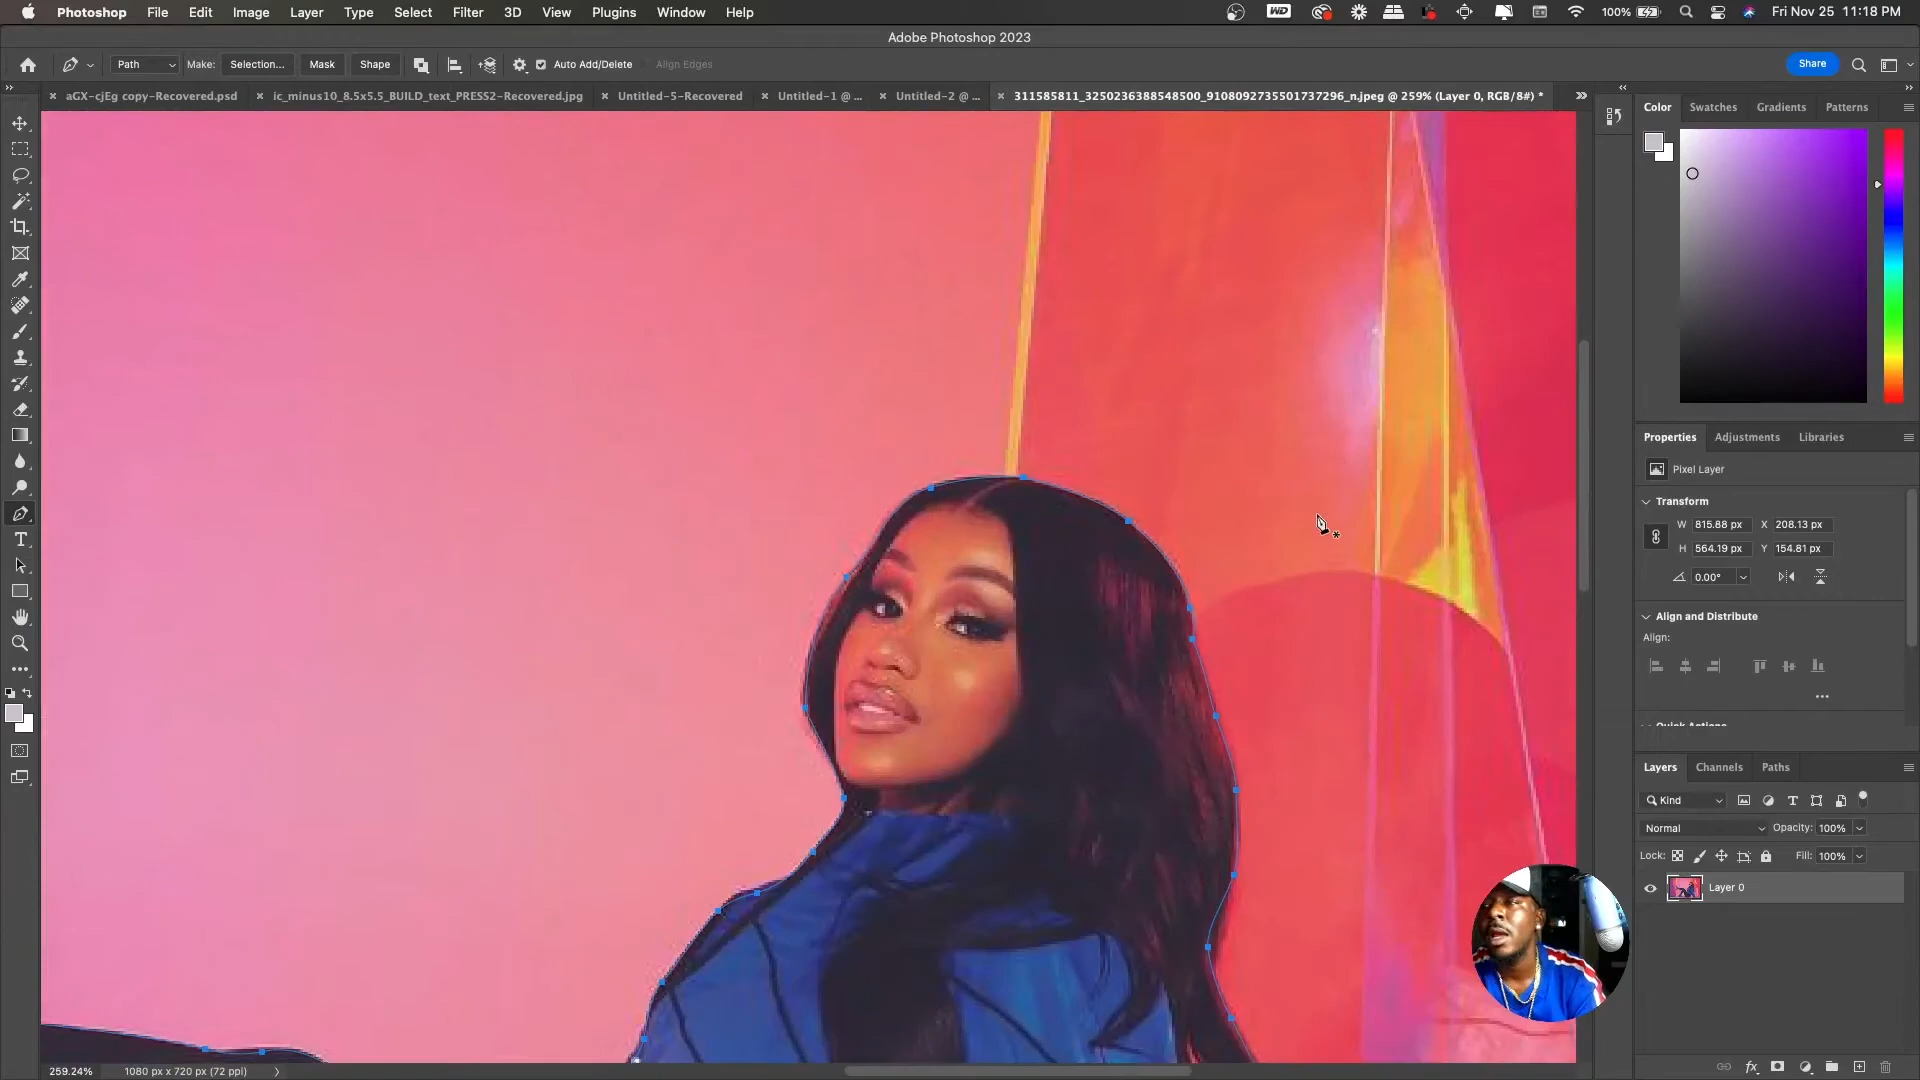 Photoshop File Edit Image Layer Type Select Filter 3D View Plugins Window Help WD 100% Fri Nov 25 11:18 PM
Adobe Photoshop 2023
Path Make: Selection... Mask Shape Auto Add/Delete Align Edges Share
aGX-cjEg copy-Recovered.psd ic_minus10_8.5x5.5_BUILD_text_PRESS2-Recovered.jpg Untitled-5-Recovered Untitled-1 @ ... Untitled-2 @ ... 311585811_3250236388548500_9108092735501737296_n.jpeg @ 259% (Layer 0, RGB/8#) *
Color Swatches Gradients Patterns
Properties Adjustments Libraries
Pixel Layer
Transform
W 815.88 px X 208.13 px
H 564.19 px Y 154.81 px
0.00°
Align and Distribute
Align:
Quick Actions
Layers Channels Paths
Kind
Normal Opacity: 100%
Lock: Fill: 100%
Layer 0
259.24% 1080 px x 720 px (72 ppi)